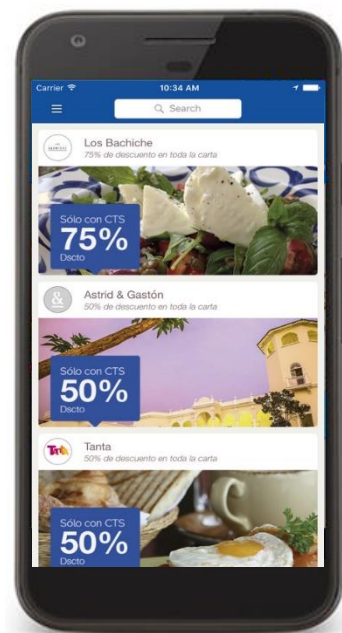 Carrier
10:34 AM
Search
Los Bachiche
75% de descuento en toda la carta
Sólo con CTS
75%
Dscto
&
Astrid & Gastón
50% de descuento en toda la carta
Sólo con CTS
50%
Dscto
Tanta
Tanta
50% de descuento en toda la carta
Sólo con CTS
50%
Dscto